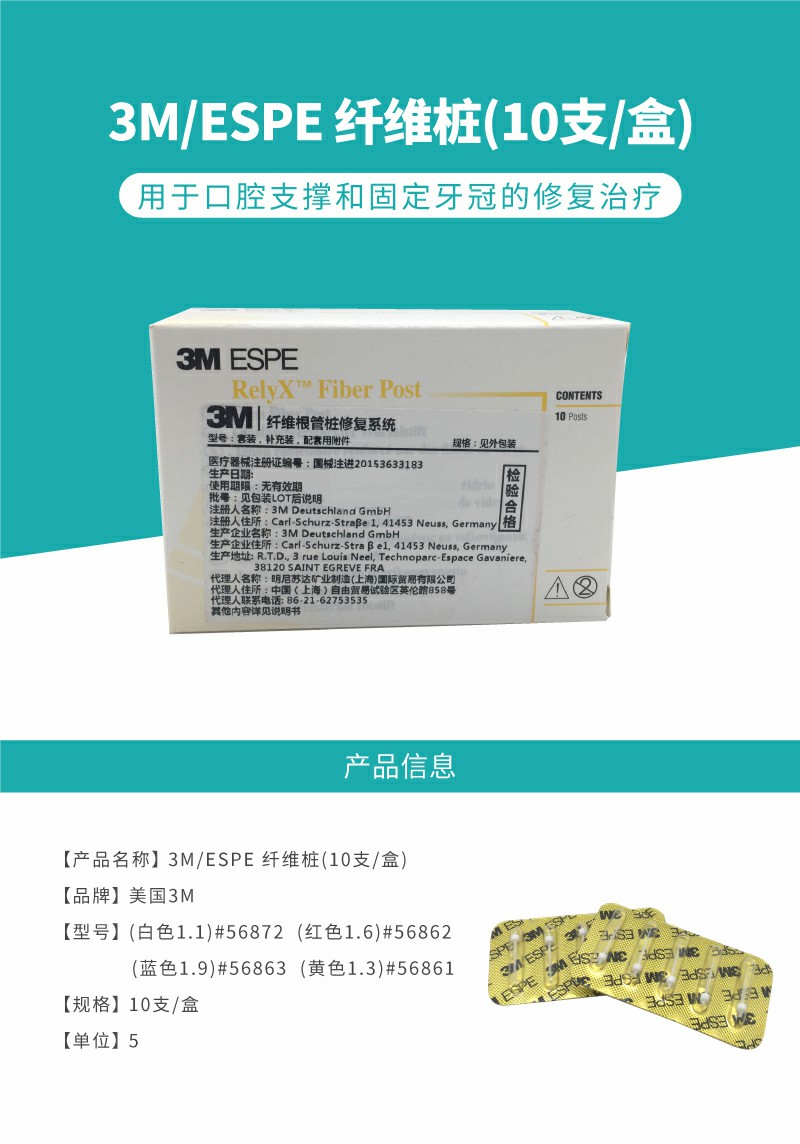 3M/ESPE 纤维桩(10支/盒)
用于口腔支撑和固定牙冠的修复治疗
3M ESPE
RelyX™ Fiber Post
CONTENTS
10 Posts
3M 纤维根管桩修复系统
型号：套装，补充装，配套用附件 规格：见外包装
医疗器械注册证编号：国械注进20153633183
生产日期:
使用期限：无有效期
批号：见包装LOT后说明
注册人名称：3M Deutschland GmbH
注册人住所：Carl-Schurz-Straße 1, 41453 Neuss, Germany
生产企业名称：3M Deutschland GmbH
生产企业住所：Carl-Schurz-Stra β e1, 41453 Neuss, Germany
生产地址: R.T.D., 3 rue Louis Neel, Technoparc-Espace Gavaniere,
38120 SAINT EGREVE FRA
代理人名称：明尼苏达矿业制造(上海)国际贸易有限公司
代理人住所：中国（上海）自由贸易试验区英伦路858号
代理人联系电话: 86-21-62753535
其他内容详见说明书
检验合格
产品信息
【产品名称】3M/ESPE 纤维桩(10支/盒)
【品牌】美国3M
【型号】(白色1.1)#56872 (红色1.6)#56862
(蓝色1.9)#56863 (黄色1.3)#56861
【规格】10支/盒
【单位】5
3M ESPE